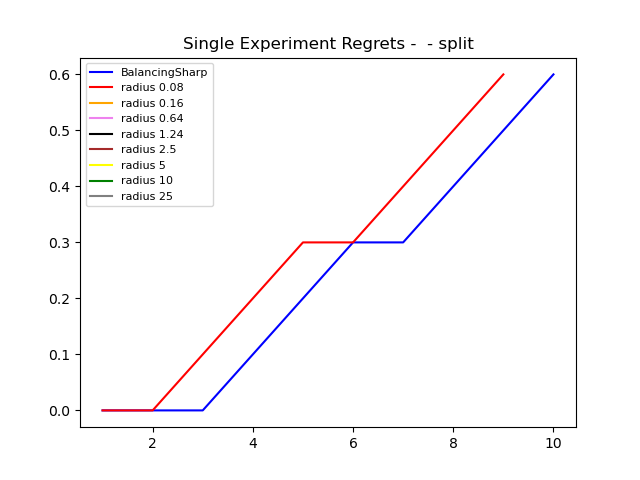 Single Experiment Regrets -  - split
0.6
0.5
0.4
0.3
0.2
0.1
0.0
BalancingSharp
radius 0.08
radius 0.16
radius 0.64
radius 1.24
radius 2.5
radius 5
radius 10
radius 25
2 4 6 8 10